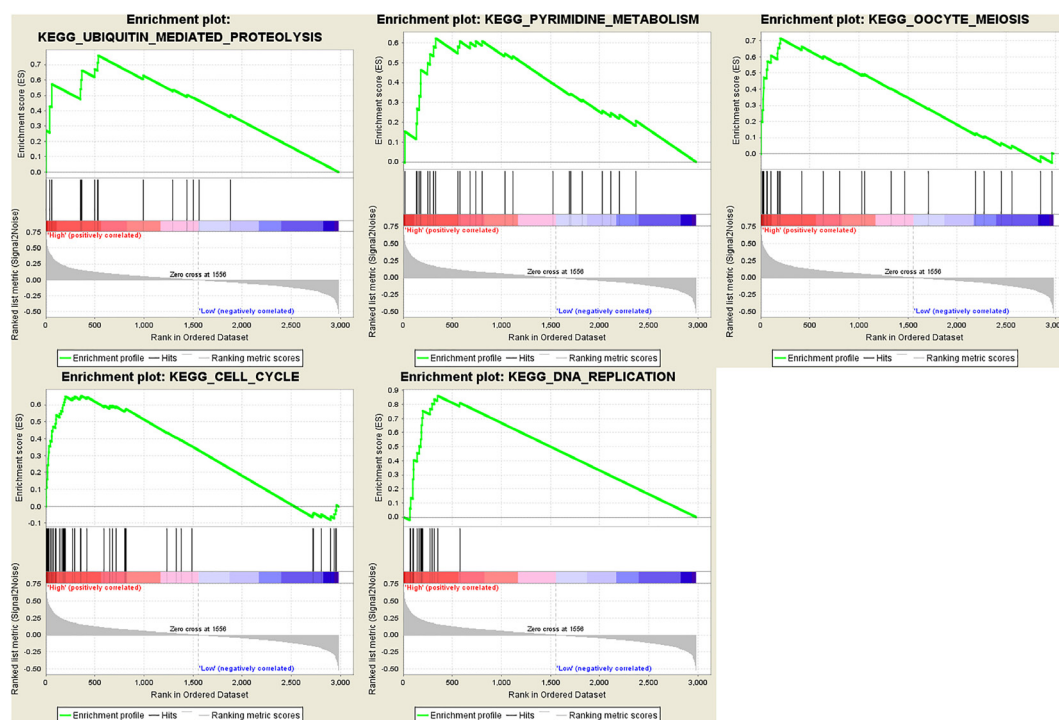 Enrichment plot:
KEGG_UBIQUITIN_MEDIATED_PROTEOLYSIS
Enrichment score (ES)
0.7
0.6
0.5
0.4
0.3
0.2
0.1
0.0
'High' (positively correlated)
Ranked list metric (Signal2Noise)
0.75
0.50
0.25
0.00
-0.25
-0.50
Zero cross at 1556
'Low' (negatively correlated)
0 500 1,000 1,500 2,000 2,500 3,000
Rank in Ordered Dataset
Enrichment profile Hits Ranking metric scores
Enrichment plot: KEGG_PYRIMIDINE_METABOLISM
Enrichment score (ES)
0.6
0.5
0.4
0.3
0.2
0.1
0.0
'High' (positively correlated)
Ranked list metric (Signal2Noise)
0.75
0.50
0.25
0.00
-0.25
-0.50
Zero cross at 1556
'Low' (negatively correlated)
0 500 1,000 1,500 2,000 2,500 3,000
Rank in Ordered Dataset
Enrichment profile Hits Ranking metric scores
Enrichment plot: KEGG_OOCYTE_MEIOSIS
Enrichment score (ES)
0.7
0.6
0.5
0.4
0.3
0.2
0.1
0.0
'High' (positively correlated)
Ranked list metric (Signal2Noise)
0.75
0.50
0.25
0.00
-0.25
-0.50
Zero cross at 1556
'Low' (negatively correlated)
0 500 1,000 1,500 2,000 2,500 3,000
Rank in Ordered Dataset
Enrichment profile Hits Ranking metric scores
Enrichment plot: KEGG_CELL_CYCLE
Enrichment score (ES)
0.6
0.5
0.4
0.3
0.2
0.1
0.0
-0.1
'High' (positively correlated)
Ranked list metric (Signal2Noise)
0.75
0.50
0.25
0.00
-0.25
-0.50
Zero cross at 1556
'Low' (negatively correlated)
0 500 1,000 1,500 2,000 2,500 3,000
Rank in Ordered Dataset
Enrichment profile Hits Ranking metric scores
Enrichment plot: KEGG_DNA_REPLICATION
Enrichment score (ES)
0.9
0.8
0.7
0.6
0.5
0.4
0.3
0.2
0.1
0.0
'High' (positively correlated)
Ranked list metric (Signal2Noise)
0.75
0.50
0.25
0.00
-0.25
-0.50
Zero cross at 1556
'Low' (negatively correlated)
0 500 1,000 1,500 2,000 2,500 3,000
Rank in Ordered Dataset
Enrichment profile Hits Ranking metric scores